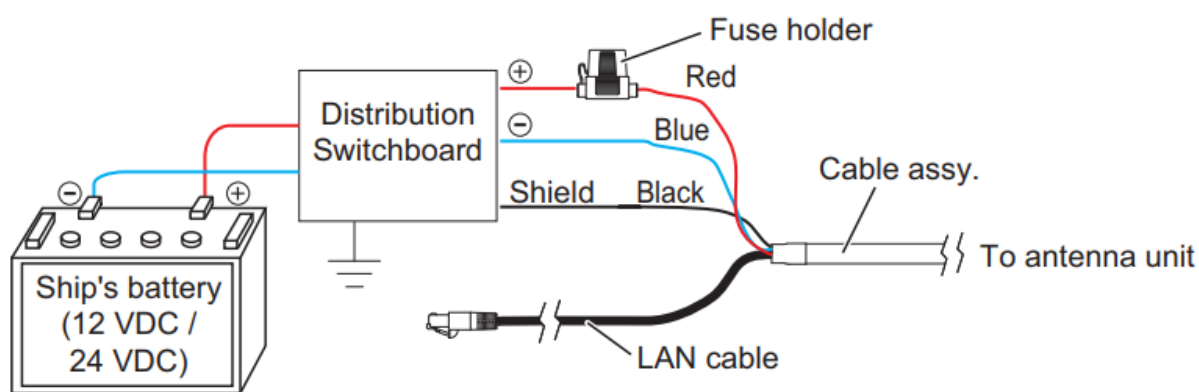 Fuse holder
Red
Distribution
Switchboard
Blue
Cable assy.
Shield Black
To antenna unit
Ship's battery
(12 VDC /
24 VDC)
LAN cable